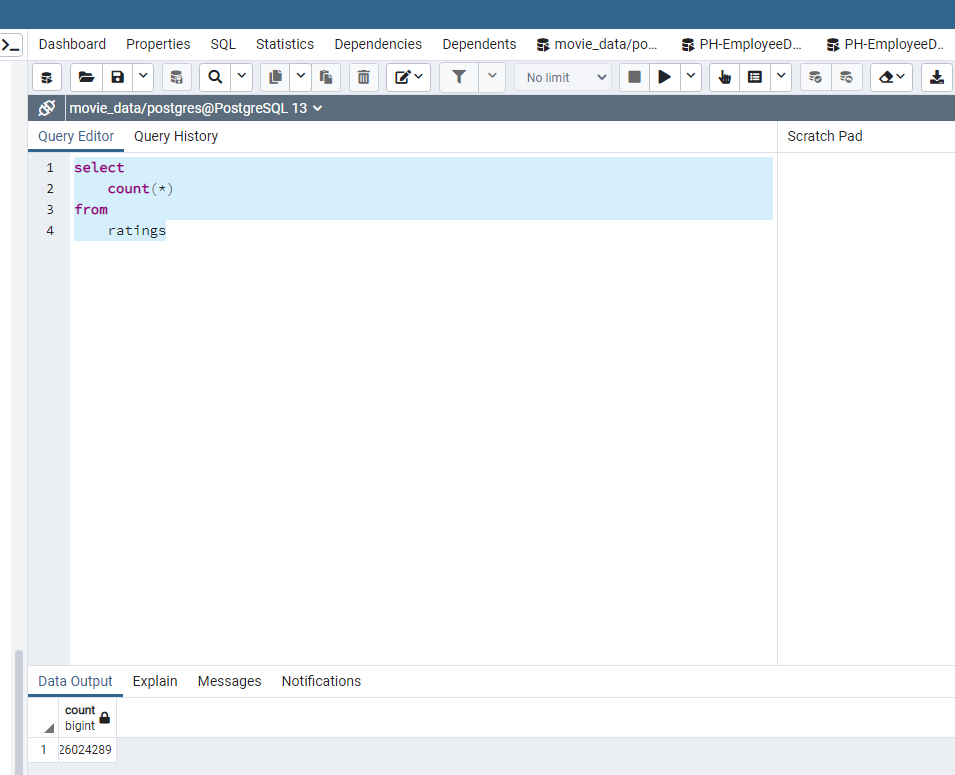 Dashboard Properties SQL Statistics Dependencies Dependents movie_data/po... PH-EmployeeD... PH-EmployeeD..
No limit
movie_data/postgres@PostgreSQL 13
Query Editor Query History Scratch Pad
1 select
2 count(*)
3 from
4 ratings
Data Output Explain Messages Notifications
count
bigint
1 26024289